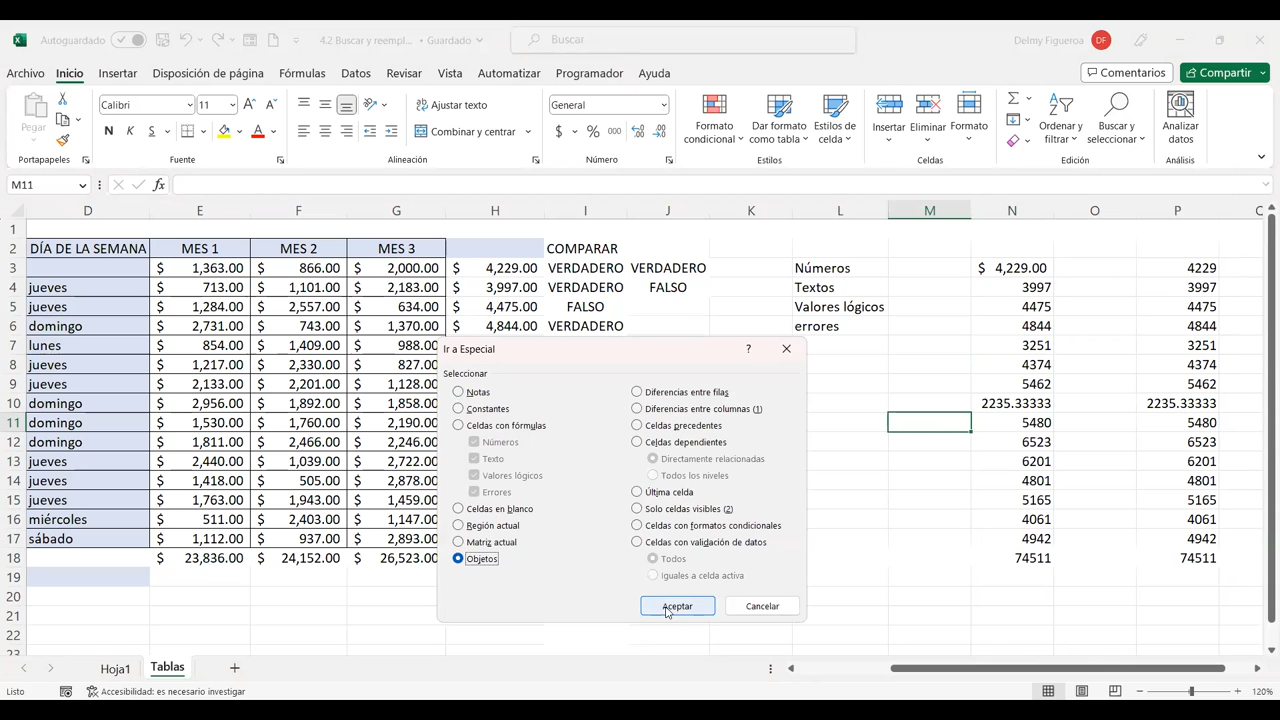 Autoguardado 4.2 Buscar y reempl... • Guardado Buscar Delmy Figueroa DF
Archivo Inicio Insertar Disposición de página Fórmulas Datos Revisar Vista Automatizar Programador Ayuda Comentarios Compartir
Pegar Calibri 11 Ajustar texto General
N K S Combinar y centrar $ % 000
Formato condicional Dar formato como tabla Estilos de celda Insertar Eliminar Formato Ordenar y filtrar Buscar y seleccionar Analizar datos
Portapapeles Fuente Alineación Número Estilos Celdas Edición Análisis
M11 fx
D E F G H I J K L M N O P
1
2 DÍA DE LA SEMANA MES 1 MES 2 MES 3 COMPARAR
3 $ 1,363.00 $ 866.00 $ 2,000.00 $ 4,229.00 VERDADERO VERDADERO Números $ 4,229.00 4229
4 jueves $ 713.00 $ 1,101.00 $ 2,183.00 $ 3,997.00 VERDADERO FALSO Textos 3997 3997
5 jueves $ 1,284.00 $ 2,557.00 $ 634.00 $ 4,475.00 FALSO Valores lógicos 4475 4475
6 domingo $ 2,731.00 $ 743.00 $ 1,370.00 $ 4,844.00 VERDADERO errores 4844 4844
7 lunes $ 854.00 $ 1,409.00 $ 988.00 3251 3251
8 jueves $ 1,217.00 $ 2,330.00 $ 827.00 4374 4374
9 jueves $ 2,133.00 $ 2,201.00 $ 1,128.00 5462 5462
10 domingo $ 2,956.00 $ 1,892.00 $ 1,858.00 2235.33333 2235.33333
11 domingo $ 1,530.00 $ 1,760.00 $ 2,190.00 5480 5480
12 domingo $ 1,811.00 $ 2,466.00 $ 2,246.00 6523 6523
13 jueves $ 2,440.00 $ 1,039.00 $ 2,722.00 6201 6201
14 jueves $ 1,418.00 $ 505.00 $ 2,878.00 4801 4801
15 jueves $ 1,763.00 $ 1,943.00 $ 1,459.00 5165 5165
16 miércoles $ 511.00 $ 2,403.00 $ 1,147.00 4061 4061
17 sábado $ 1,112.00 $ 937.00 $ 2,893.00 4942 4942
18 $ 23,836.00 $ 24,152.00 $ 26,523.00 74511 74511
19
20
21
22
23
Ir a Especial ?
Seleccionar
Notas Diferencias entre filas
Constantes Diferencias entre columnas (1)
Celdas con fórmulas Celdas precedentes
Números Celdas dependientes
Texto Directamente relacionadas
Valores lógicos Todos los niveles
Errores Última celda
Celdas en blanco Solo celdas visibles (2)
Región actual Celdas con formatos condicionales
Matriz actual Celdas con validación de datos
Objetos Todos
Iguales a celda activa
Aceptar Cancelar
Hoja1 Tablas
Listo Accesibilidad: es necesario investigar 120%